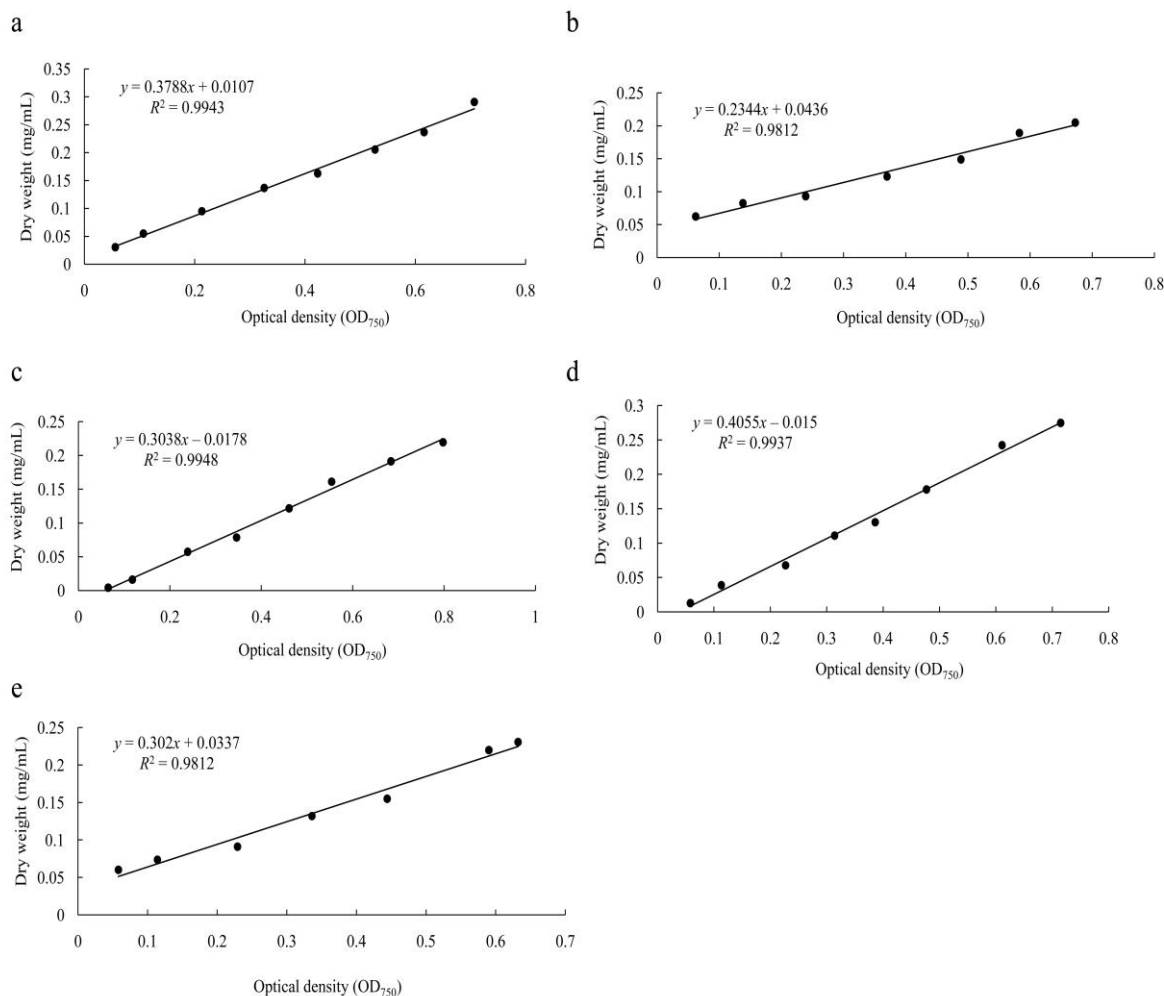 a
y = 0.3788x + 0.0107
R² = 0.9943
Dry weight (mg/mL)
0.35
0.3
0.25
0.2
0.15
0.1
0.05
0
0 0.2 0.4 0.6 0.8
Optical density (OD₇₅₀)
b
y = 0.2344x + 0.0436
R² = 0.9812
Dry weight (mg/mL)
0.25
0.2
0.15
0.1
0.05
0
0 0.1 0.2 0.3 0.4 0.5 0.6 0.7 0.8
Optical density (OD₇₅₀)
c
y = 0.3038x – 0.0178
R² = 0.9948
Dry weight (mg/mL)
0.25
0.2
0.15
0.1
0.05
0
0 0.2 0.4 0.6 0.8 1
Optical density (OD₇₅₀)
d
y = 0.4055x – 0.015
R² = 0.9937
Dry weight (mg/mL)
0.3
0.25
0.2
0.15
0.1
0.05
0
0 0.1 0.2 0.3 0.4 0.5 0.6 0.7 0.8
Optical density (OD₇₅₀)
e
y = 0.302x + 0.0337
R² = 0.9812
Dry weight (mg/mL)
0.25
0.2
0.15
0.1
0.05
0
0 0.1 0.2 0.3 0.4 0.5 0.6 0.7
Optical density (OD₇₅₀)